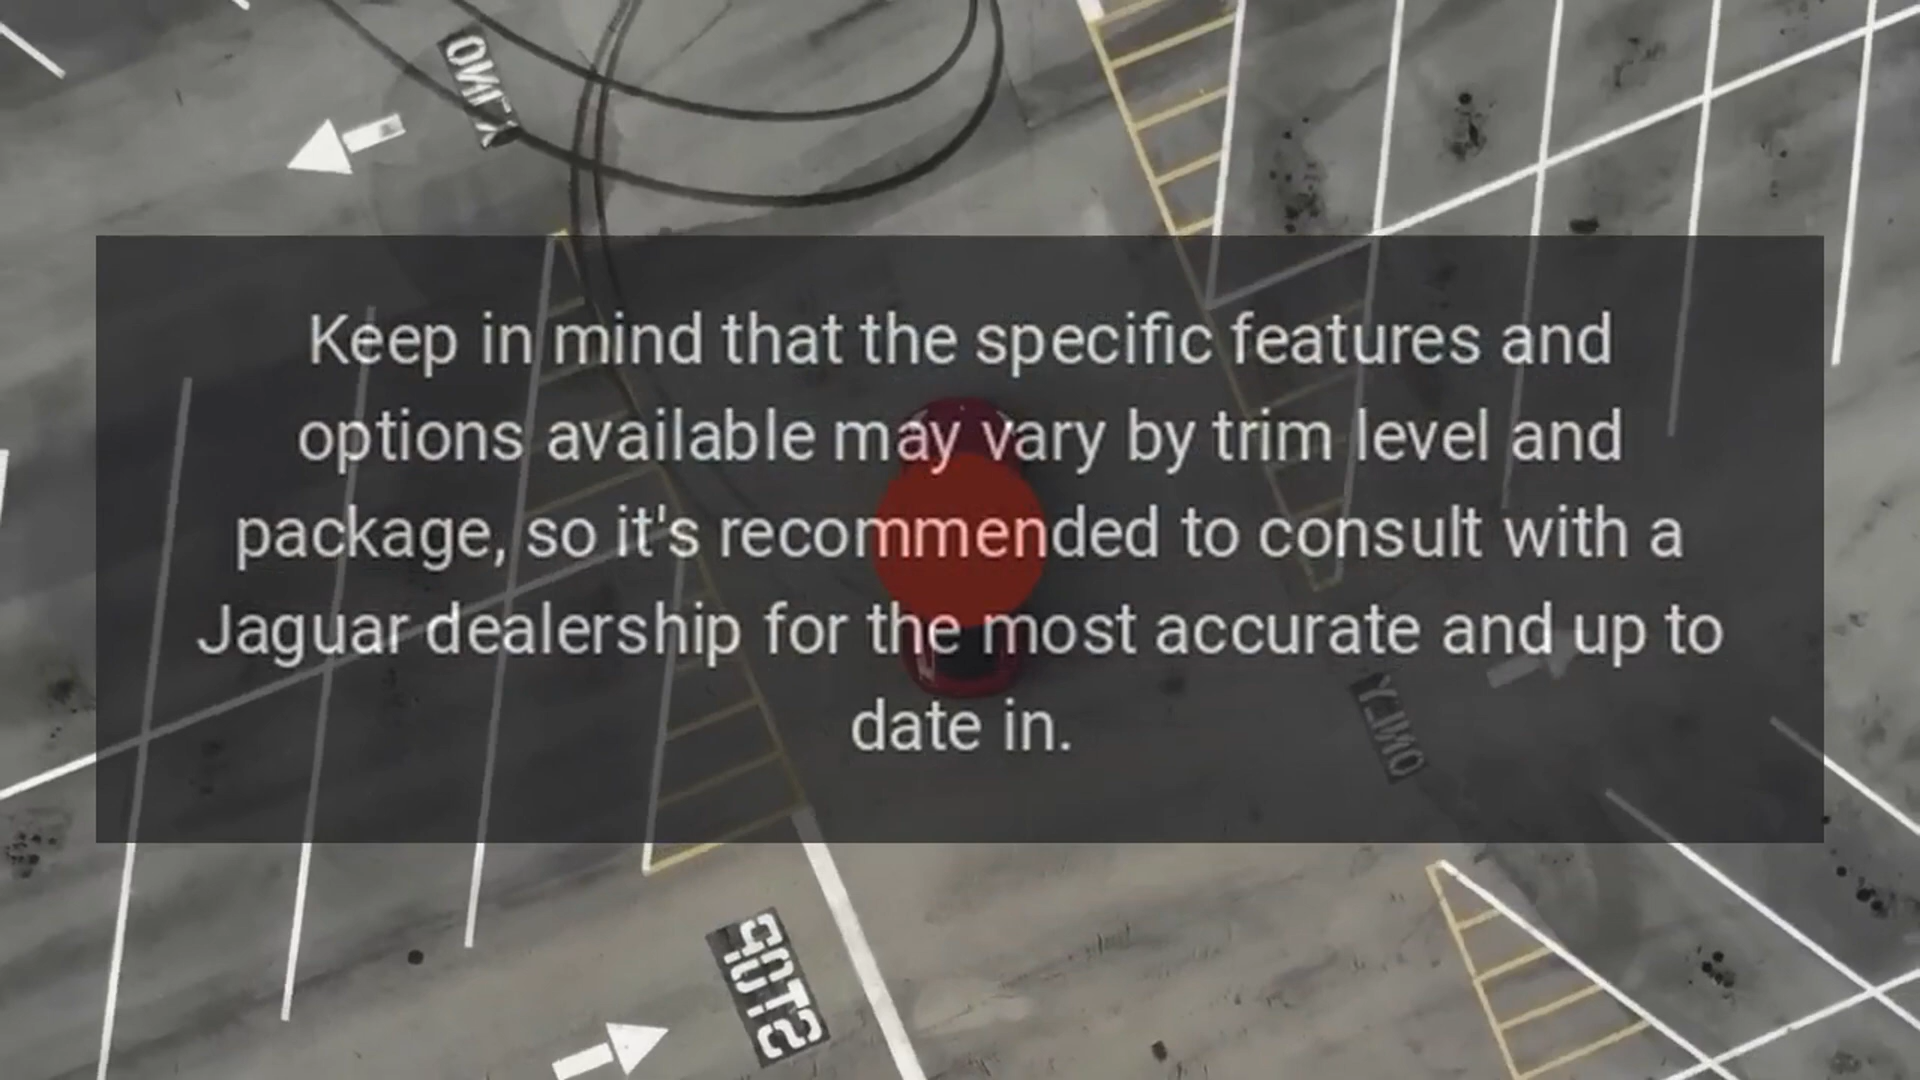 ONLY
Keep in mind that the specific features and
options available may vary by trim level and
package, so it's recommended to consult with a
Jaguar dealership for the most accurate and up to
date in.
ONLY
STOP